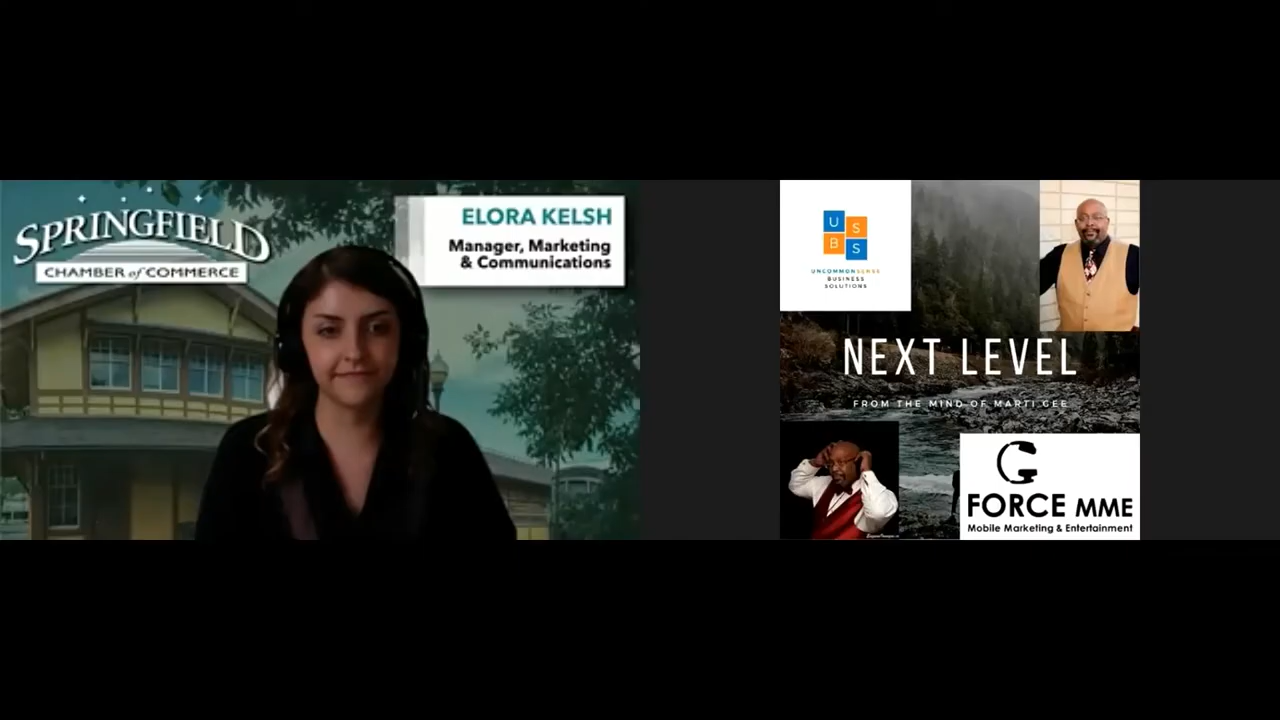 SPRINGFIELD
CHAMBER of COMMERCE
ELORA KELSH
Manager, Marketing
& Communications
U S
B S
UNCOMMONSENSE
BUSINESS
SOLUTIONS
NEXT LEVEL
FROM THE MIND OF MARTI GEE
G
FORCE MME
Mobile Marketing & Entertainment